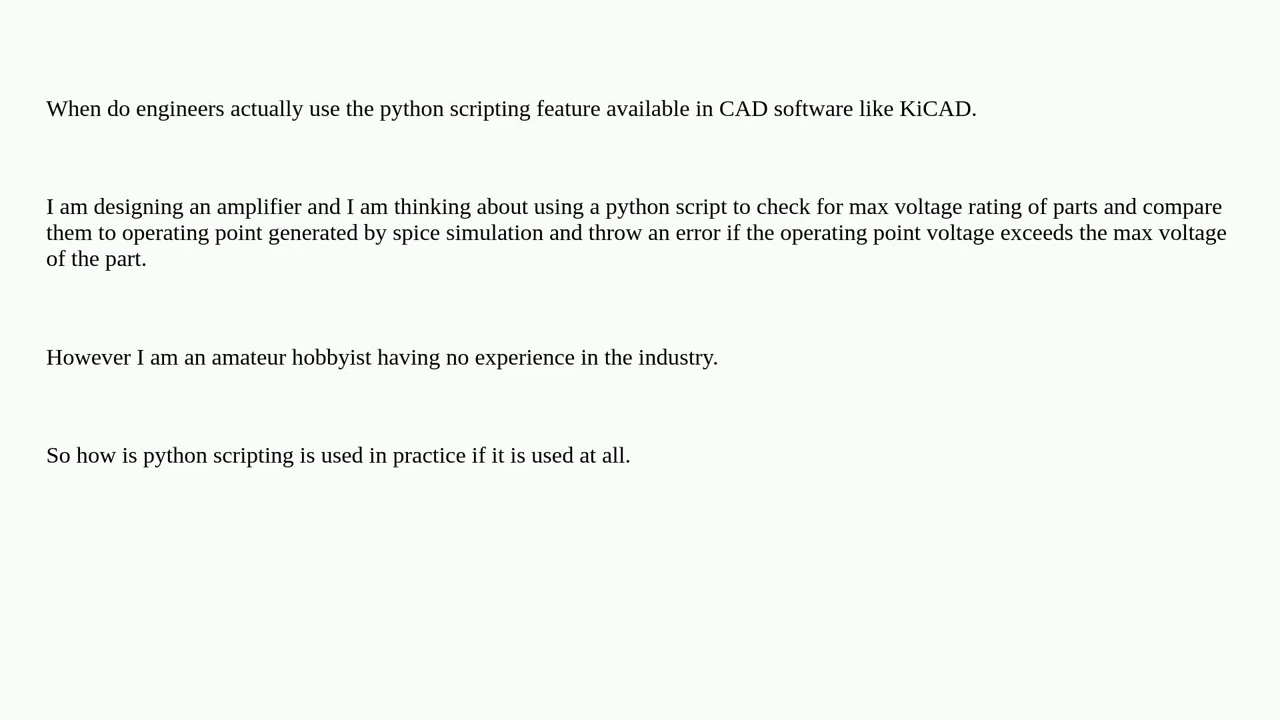 When do engineers actually use the python scripting feature available in CAD software like KiCAD.
I am designing an amplifier and I am thinking about using a python script to check for max voltage rating of parts and compare
them to operating point generated by spice simulation and throw an error if the operating point voltage exceeds the max voltage
of the part.
However I am an amateur hobbyist having no experience in the industry.
So how is python scripting is used in practice if it is used at all.